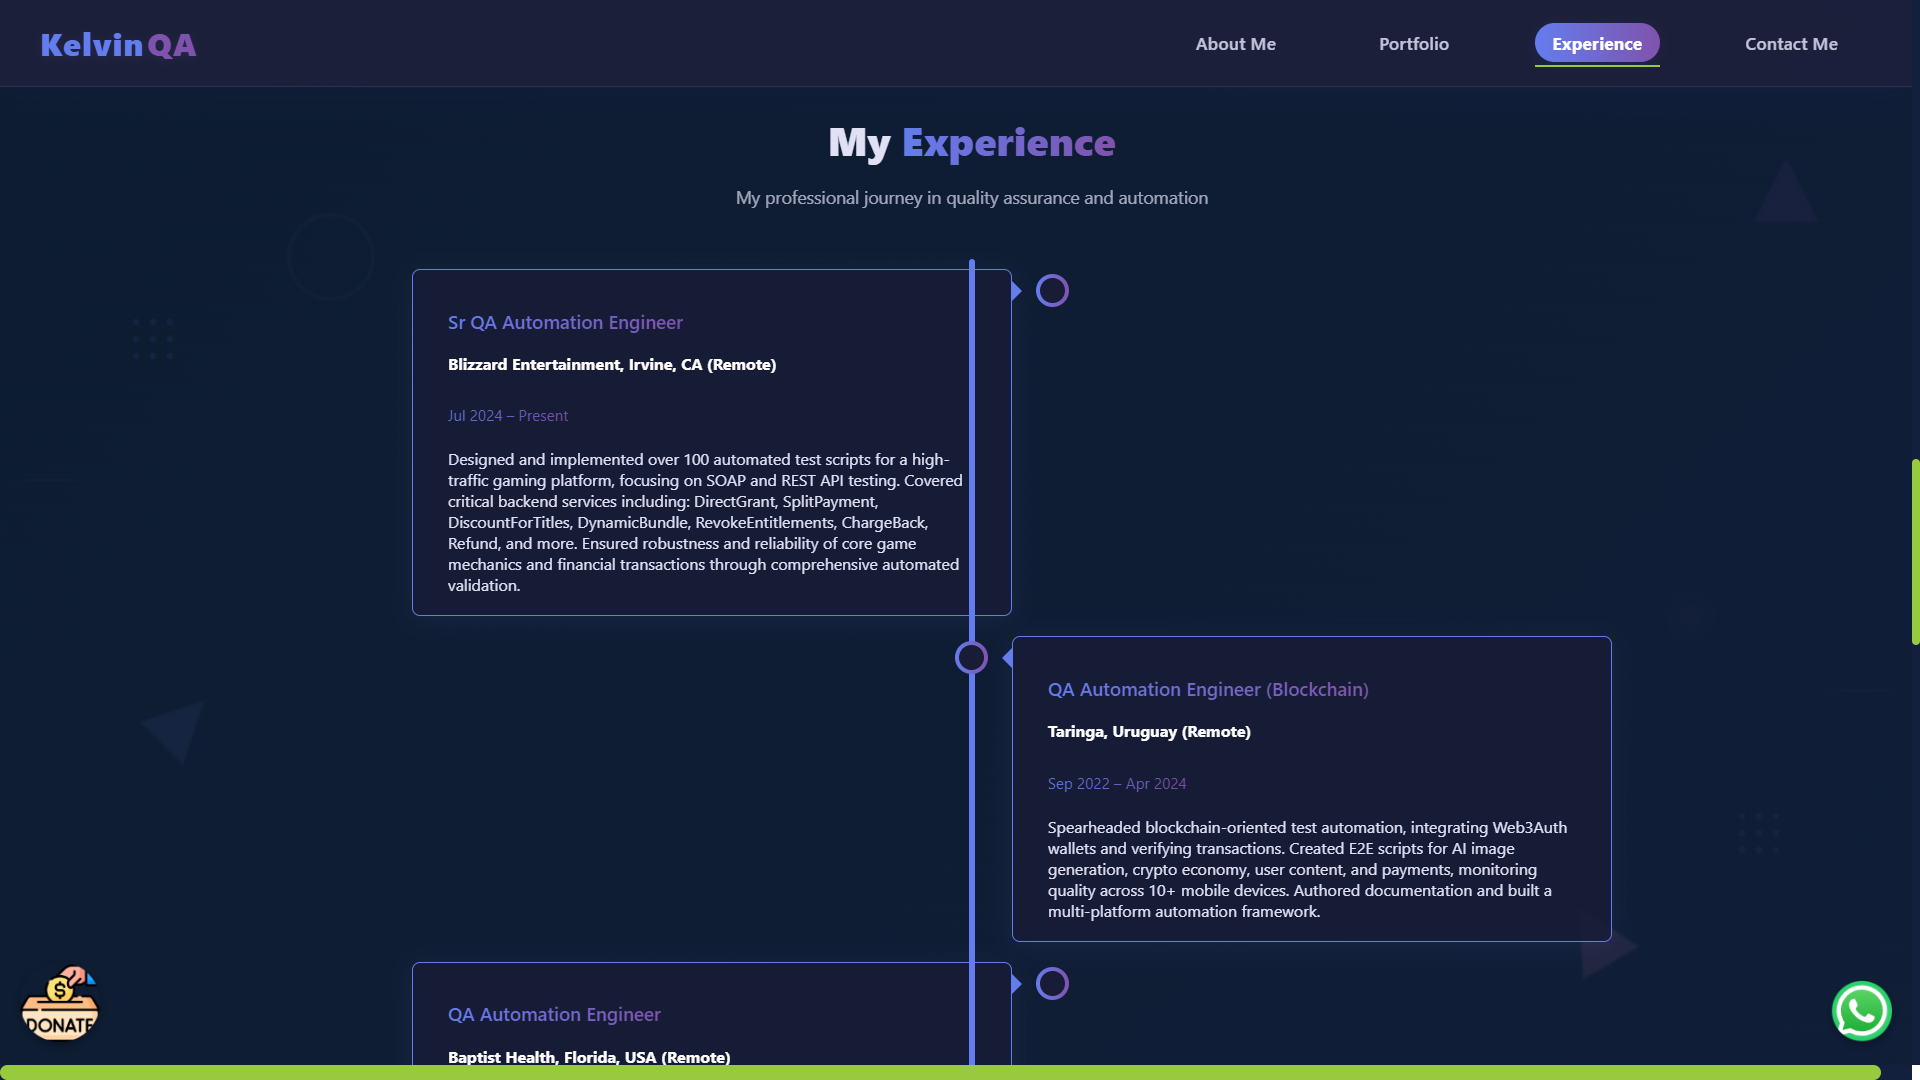 KelvinQA
About Me
Portfolio
Experience
Contact Me
My Experience
My professional journey in quality assurance and automation
Sr QA Automation Engineer
Blizzard Entertainment, Irvine, CA (Remote)
Jul 2024 – Present
Designed and implemented over 100 automated test scripts for a high-
traffic gaming platform, focusing on SOAP and REST API testing. Covered
critical backend services including: DirectGrant, SplitPayment,
DiscountForTitles, DynamicBundle, RevokeEntitlements, ChargeBack,
Refund, and more. Ensured robustness and reliability of core game
mechanics and financial transactions through comprehensive automated
validation.
QA Automation Engineer (Blockchain)
Taringa, Uruguay (Remote)
Sep 2022 – Apr 2024
Spearheaded blockchain-oriented test automation, integrating Web3Auth
wallets and verifying transactions. Created E2E scripts for AI image
generation, crypto economy, user content, and payments, monitoring
quality across 10+ mobile devices. Authored documentation and built a
multi-platform automation framework.
QA Automation Engineer
Baptist Health, Florida, USA (Remote)
$
DONATE